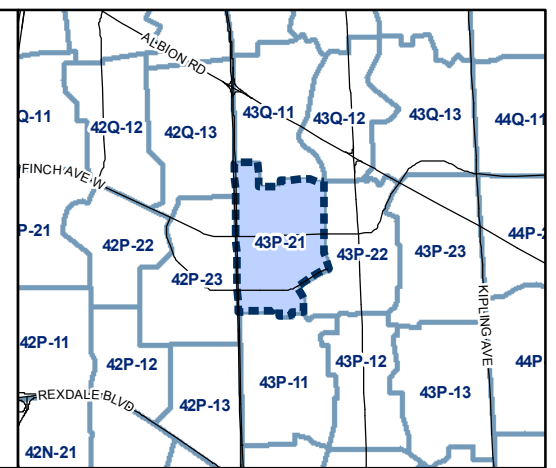 ALBION RD
Q-11
42Q-12
42Q-13
43Q-11
43Q-12
43Q-13
44Q-11
FINCH AVE W
P-21
42P-22
42P-23
43P-21
43P-22
43P-23
44P-2
KIPLING AVE
42P-11
42P-12
43P-12
44P
REXDALE BLVD
42P-13
43P-11
43P-13
42N-21